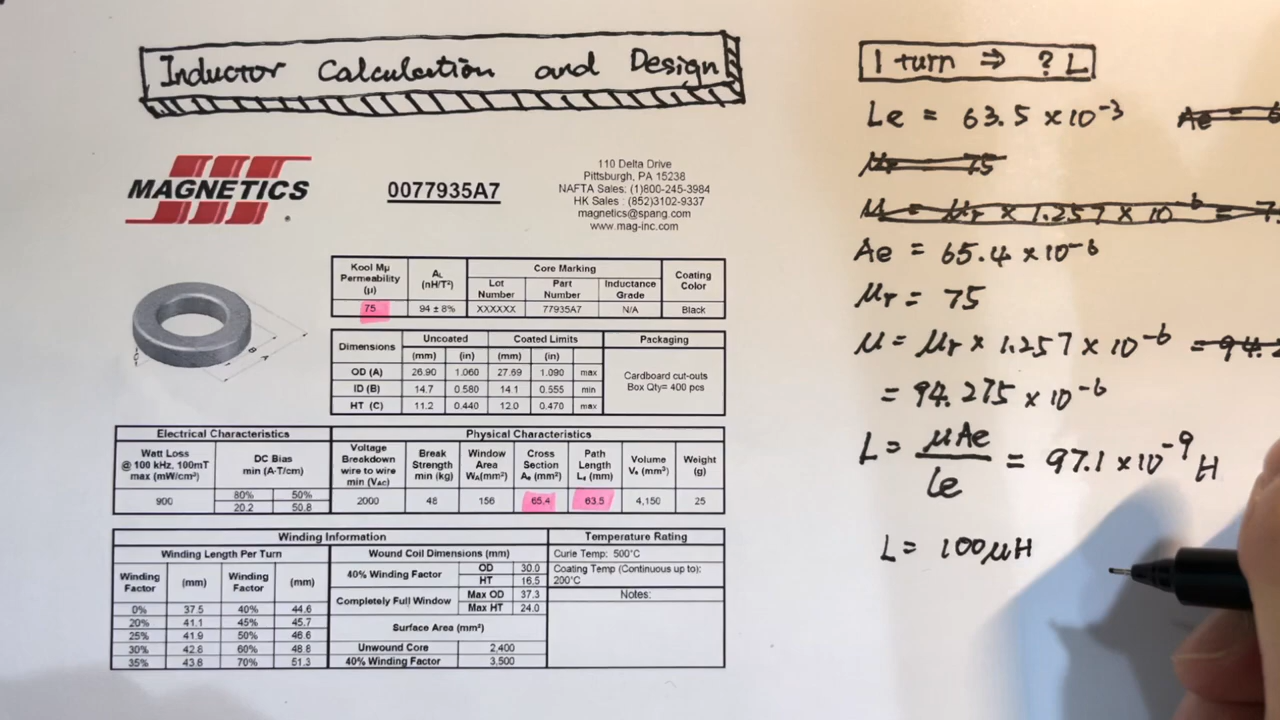 Inductor Calculation and Design
MAGNETICS
0077935A7
110 Delta Drive
Pittsburgh, PA 15238
NAFTA Sales: (1)800-245-3984
HK Sales : (852)3102-9337
magnetics@spang.com
www.mag-inc.com
Kool Mμ Permeability (μ) | AL (nH/T²) | Core Marking | Coating Color
Lot Number | Part Number | Inductance Grade
75 | 94 ± 8% | XXXXXX | 77935A7 | N/A | Black
Dimensions | Uncoated | Coated Limits | Packaging
(mm) | (in) | (mm) | (in)
OD (A) | 26.90 | 1.060 | 27.69 | 1.090 | max
ID (B) | 14.7 | 0.580 | 14.1 | 0.555 | min
HT (C) | 11.2 | 0.440 | 12.0 | 0.470 | max
Cardboard cut-outs
Box Qty= 400 pcs
C B A
Electrical Characteristics | Physical Characteristics
Watt Loss @ 100 kHz, 100mT max (mW/cm³) | DC Bias min (A·T/cm) | Voltage Breakdown wire to wire min (VAC) | Break Strength min (kg) | Window Area WA(mm²) | Cross Section Ae (mm²) | Path Length Le (mm) | Volume Ve (mm³) | Weight (g)
900 | 80% | 50% | 2000 | 48 | 156 | 65.4 | 63.5 | 4,150 | 25
20.2 | 50.8
Winding Information | Temperature Rating
Winding Length Per Turn | Wound Coil Dimensions (mm) | Curie Temp: 500°C
Winding Factor | (mm) | Winding Factor | (mm)
0% | 37.5 | 40% | 44.6
20% | 41.1 | 45% | 45.7
25% | 41.9 | 50% | 46.6
30% | 42.8 | 60% | 48.8
35% | 43.8 | 70% | 51.3
40% Winding Factor | OD | 30.0
HT | 16.5
Completely Full Window | Max OD | 37.3
Max HT | 24.0
Surface Area (mm²)
Unwound Core | 2,400
40% Winding Factor | 3,500
Coating Temp (Continuous up to):
200°C
Notes:
1 turn ⇒ ? L
Le = 63.5 × 10⁻³ Ae = 6
μr = 75
μ = μr × 1.257 × 10⁻⁶ = 7.
Ae = 65.4 × 10⁻⁶
μr = 75
μ = μr × 1.257 × 10⁻⁶ = 94.2
= 94.275 × 10⁻⁶
L = μAe / le = 97.1 × 10⁻⁹ H
L = 100μH